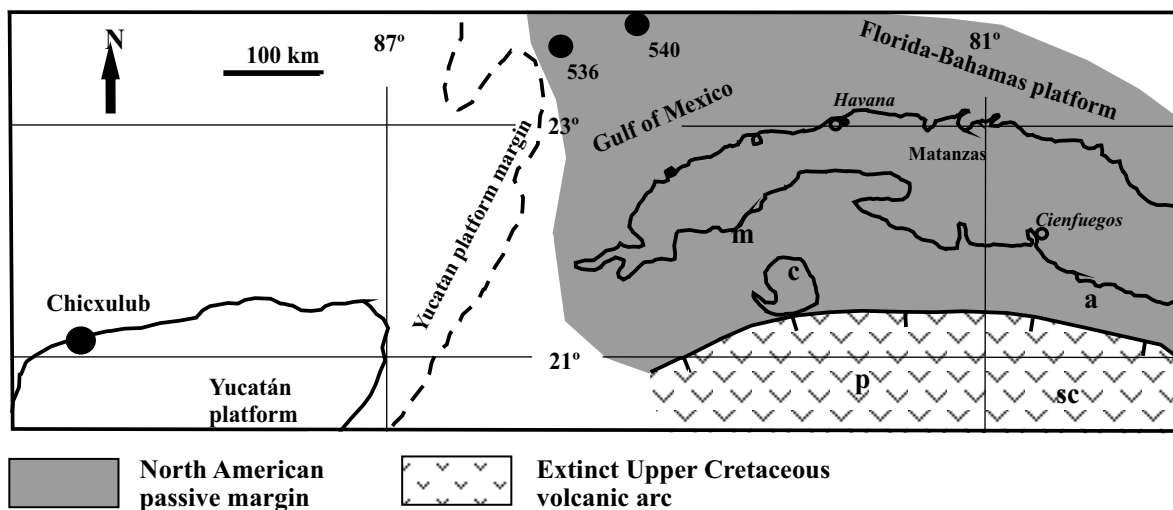 N
100 km
87º
536
540
81º
Florida-Bahamas platform
Gulf of Mexico
Havana
23º
Matanzas
Yucatan platform margin
m
Cienfuegos
c
a
Chicxulub
21º
Yucatán
platform
p
sc
North American
passive margin
Extinct Upper Cretaceous
volcanic arc